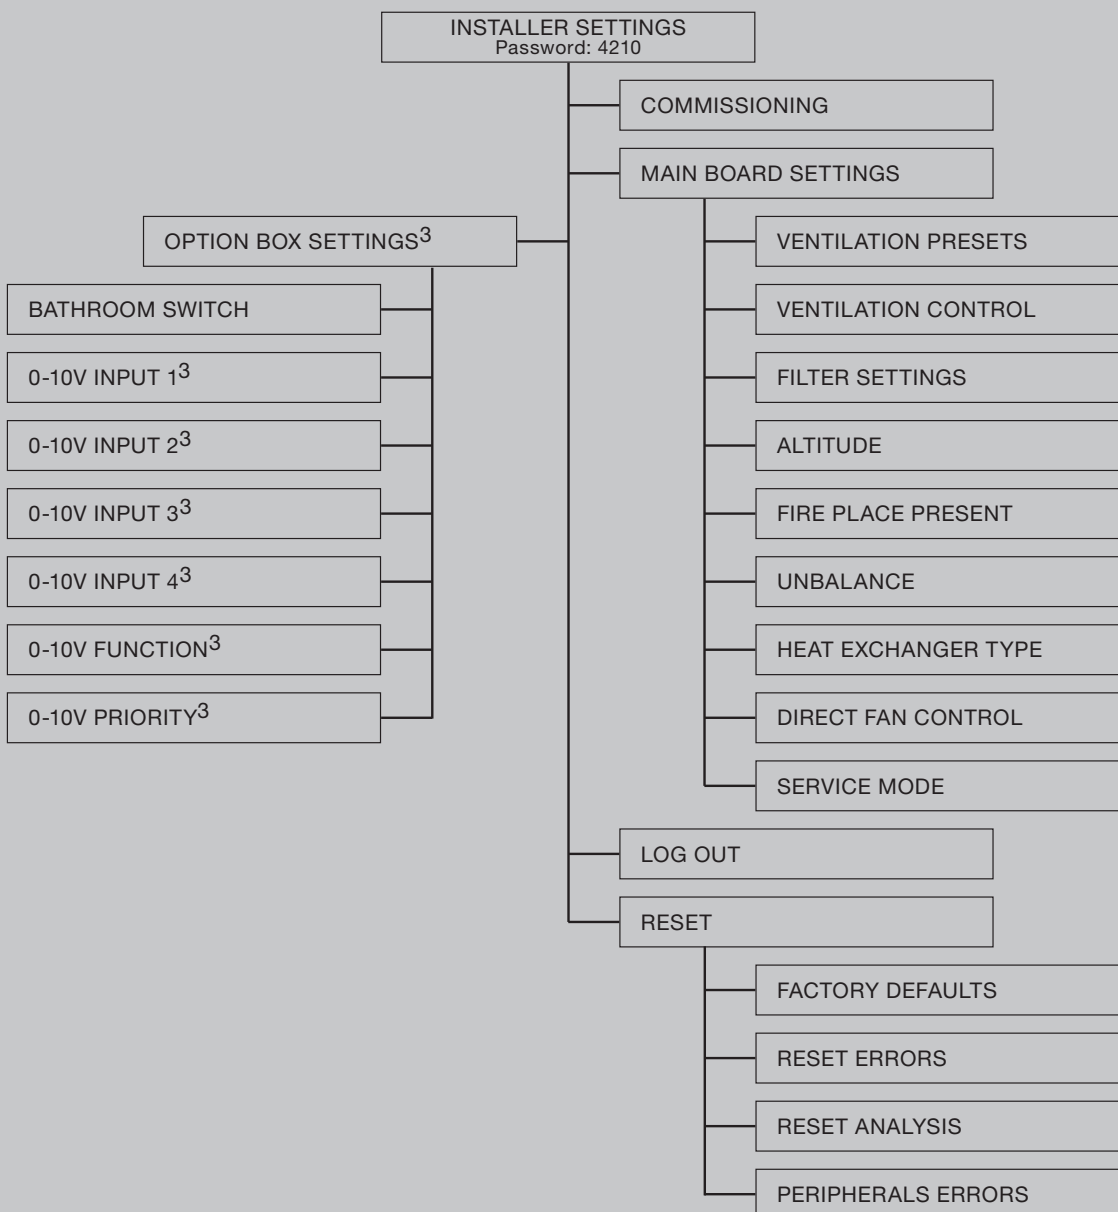 INSTALLER SETTINGS
Password: 4210
COMMISSIONING
MAIN BOARD SETTINGS
OPTION BOX SETTINGS3
VENTILATION PRESETS
BATHROOM SWITCH
VENTILATION CONTROL
0-10V INPUT 13
FILTER SETTINGS
0-10V INPUT 23
ALTITUDE
0-10V INPUT 33
FIRE PLACE PRESENT
0-10V INPUT 43
UNBALANCE
0-10V FUNCTION3
HEAT EXCHANGER TYPE
0-10V PRIORITY3
DIRECT FAN CONTROL
SERVICE MODE
LOG OUT
RESET
FACTORY DEFAULTS
RESET ERRORS
RESET ANALYSIS
PERIPHERALS ERRORS